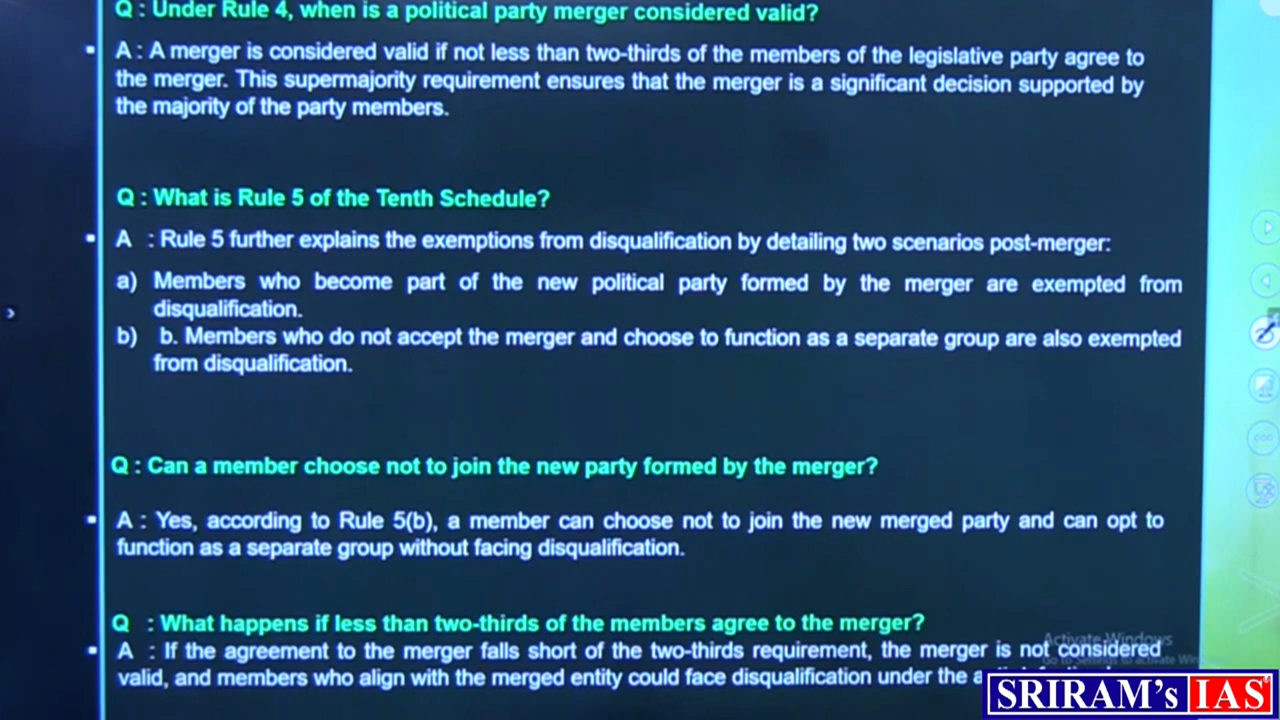 Q : Under Rule 4, when is a political party merger considered valid?
▪ A : A merger is considered valid if not less than two-thirds of the members of the legislative party agree to
the merger. This supermajority requirement ensures that the merger is a significant decision supported by
the majority of the party members.
Q : What is Rule 5 of the Tenth Schedule?
▪ A : Rule 5 further explains the exemptions from disqualification by detailing two scenarios post-merger:
a) Members who become part of the new political party formed by the merger are exempted from
disqualification.
b) b. Members who do not accept the merger and choose to function as a separate group are also exempted
from disqualification.
Q : Can a member choose not to join the new party formed by the merger?
▪ A : Yes, according to Rule 5(b), a member can choose not to join the new merged party and can opt to
function as a separate group without facing disqualification.
Q : What happens if less than two-thirds of the members agree to the merger?
Activate Windows
▪ A : If the agreement to the merger falls short of the two-thirds requirement, the merger is not considered
Go to Settings to activate
valid, and members who align with the merged entity could face disqualification under the
SRIRAM's IAS